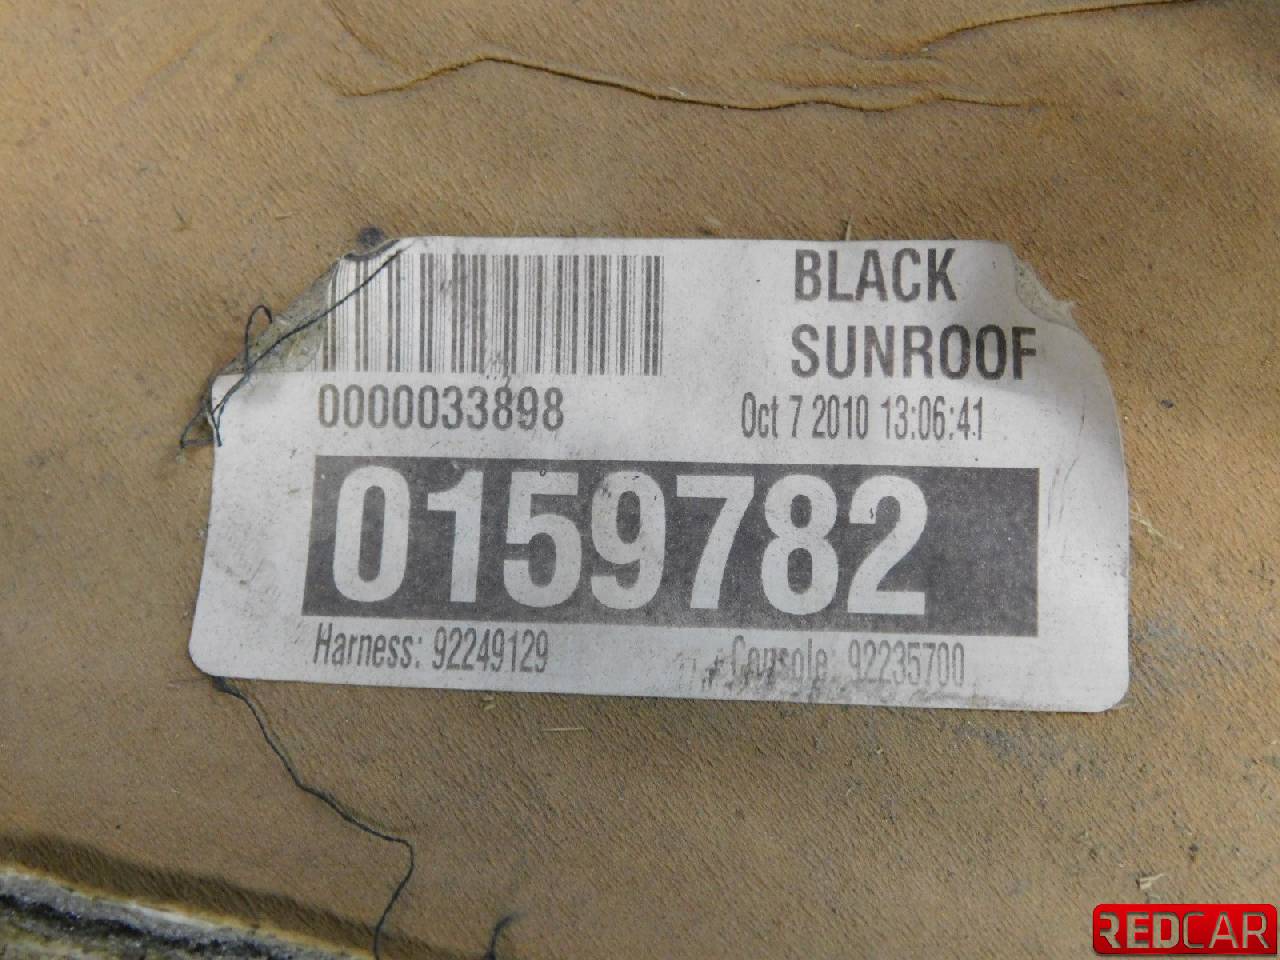 BLACK
SUNROOF
0000033898
Oct 7 2010 13:06:41
0159782
Harness: 92249129
Console: 92235700
REDCAR